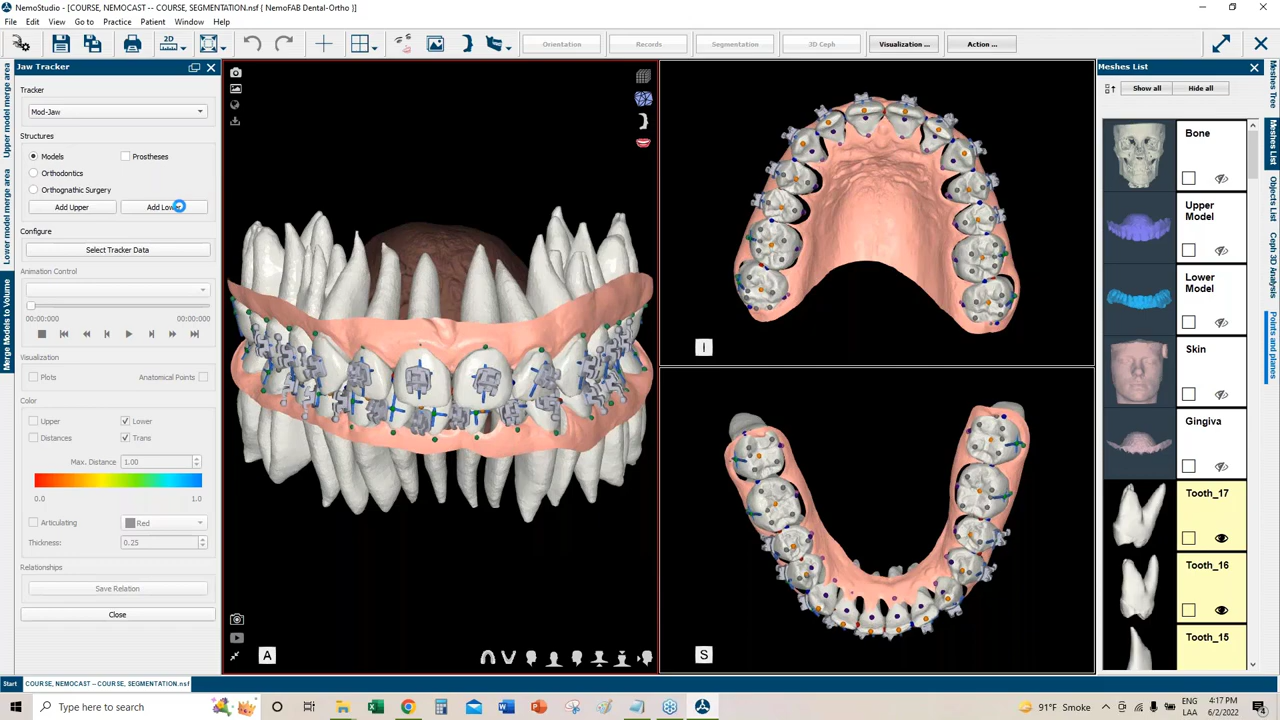 NemoStudio - [COURSE, NEMOCAST -- COURSE, SEGMENTATION.nsf { NemoFAB Dental-Ortho }]
File Edit View Go to Practice Patient Window Help
2D
Orientation Records Segmentation 3D Ceph Visualization ... Action ...
Jaw Tracker
Tracker
Mod-Jaw
Structures
Models Prostheses
Orthodontics
Orthognathic Surgery
Add Upper
Configure
Select Tracker Data
Animation Control
00:00:000 00:00:000
Visualization
Plots Anatomical Points
Color
Upper Lower
Distances Trans
Max. Distance 1.00
0.0 1.0
Articulating Red
Thickness: 0.25
Relationships
Save Relation
Close
Upper model merge area
Lower model merge area
Merge Models to Volume
A
I
S
Meshes List
Show all Hide all
Bone
Upper
Model
Lower
Model
Skin
Gingiva
Tooth_17
Tooth_16
Tooth_15
Meshes Tree
Meshes List
Objects List
Ceph 3D Analysis
Points and planes
Start COURSE, NEMOCAST -- COURSE, SEGMENTATION.nsf
Type here to search
91°F Smoke
ENG
LAA
4:17 PM
6/2/2022
4